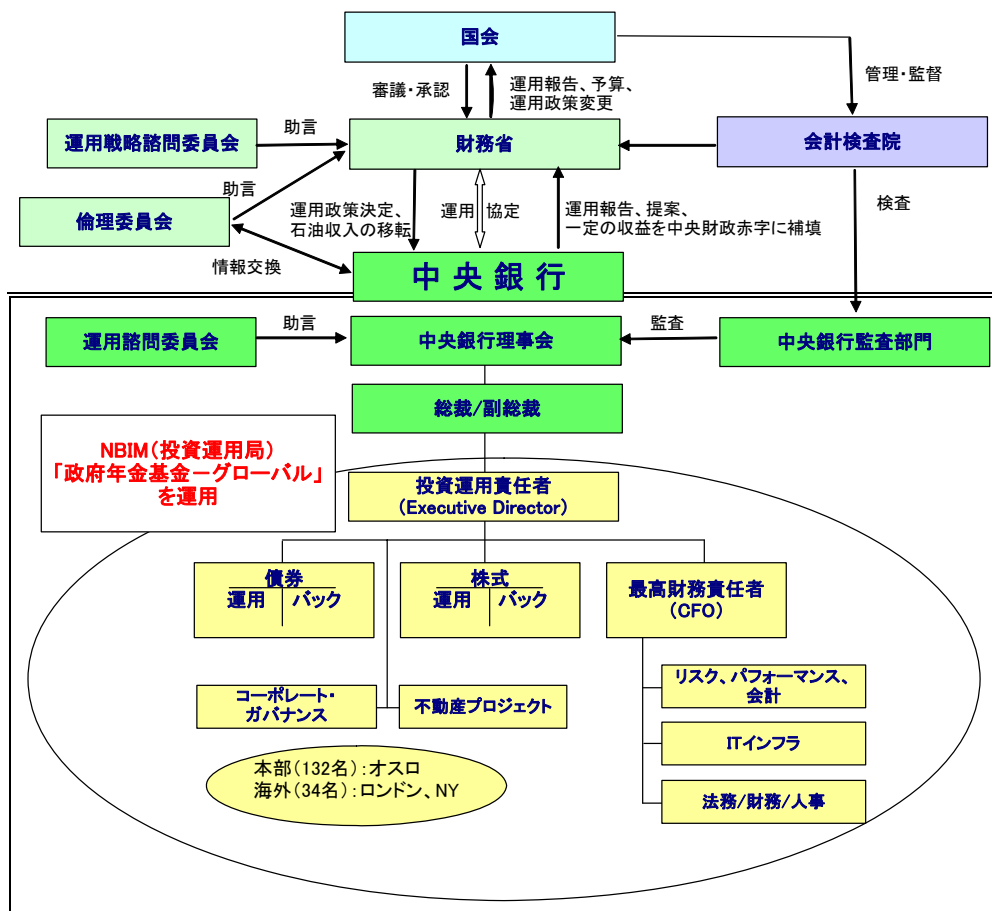 国会
管理・監督
審議・承認
運用報告、予算、
運用政策変更
運用戦略諮問委員会
助言
財務省
会計検査院
倫理委員会
助言
運用政策決定、
石油収入の移転
運用 協定
運用報告、提案、
一定の収益を中央財政赤字に補填
検査
情報交換
中央銀行
運用諮問委員会
助言
中央銀行理事会
監査
中央銀行監査部門
総裁/副総裁
NBIM(投資運用局)
「政府年金基金－グローバル」
を運用
投資運用責任者
(Executive Director)
債券
運用 バック
株式
運用 バック
最高財務責任者
(CFO)
コーポレート・
ガバナンス
不動産プロジェクト
リスク、パフォーマンス、
会計
ITインフラ
法務/財務/人事
本部(132名):オスロ
海外(34名):ロンドン、NY